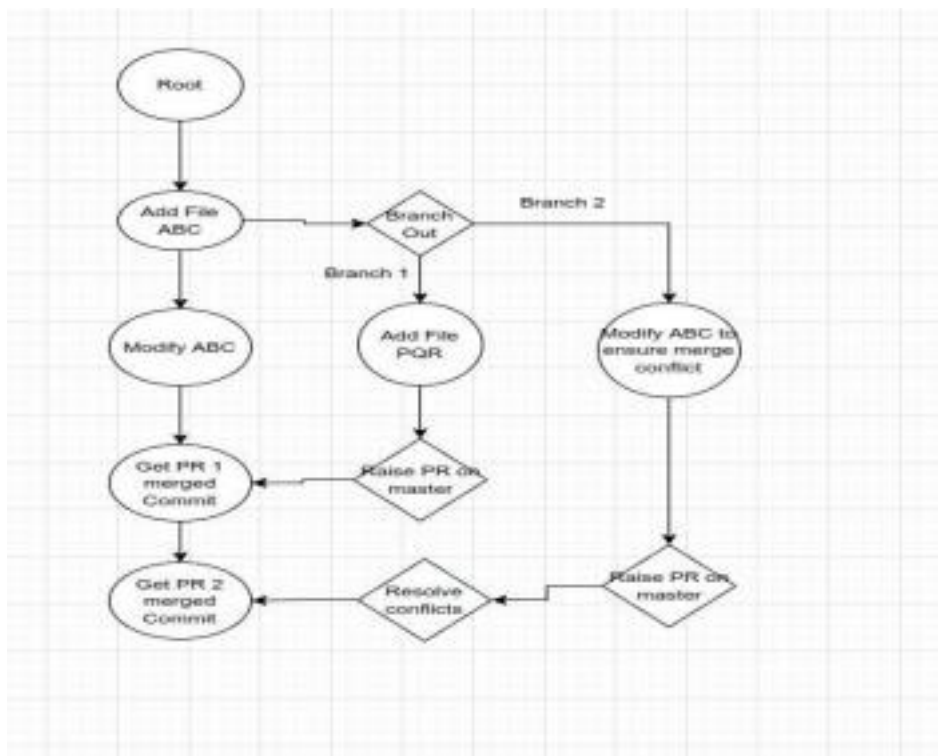 Root
Add File
ABC
Branch
Out
Branch 2
Branch 1
Modify ABC
Add File
PQR
Modify ABC to
ensure merge
conflict
Get PR 1
merged
Commit
Raise PR on
master
Get PR 2
merged
Commit
Resolve
conflicts
Raise PR on
master